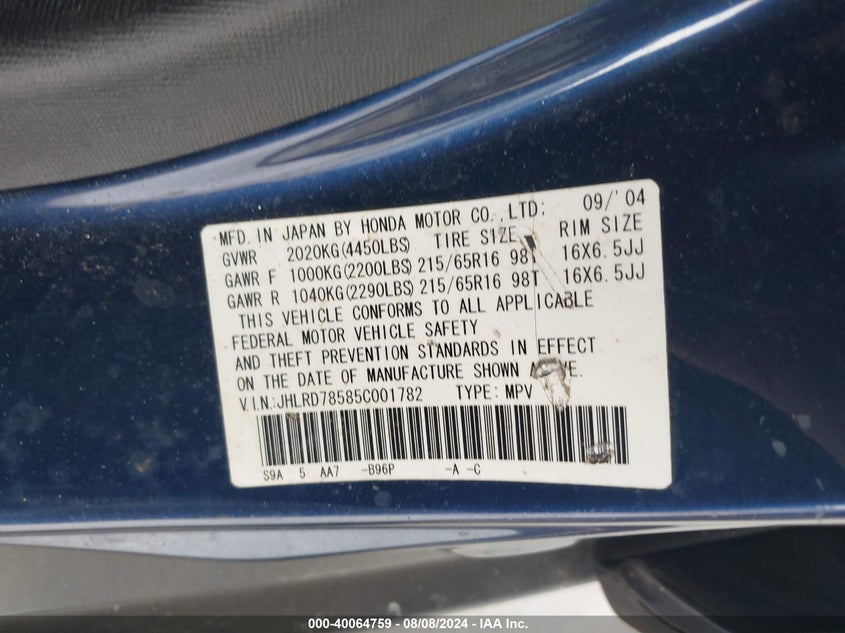 MFD. IN JAPAN BY HONDA MOTOR CO.,LTD: 09/'04
GVWR 2020KG(4450LBS) TIRE SIZE RIM SIZE
GAWR F 1000KG(2200LBS) 215/65R16 98T 16X6.5JJ
GAWR R 1040KG(2290LBS) 215/65R16 98T 16X6.5JJ
THIS VEHICLE CONFORMS TO ALL APPLICABLE
FEDERAL MOTOR VEHICLE SAFETY
AND THEFT PREVENTION STANDARDS IN EFFECT
ON THE DATE OF MANUFACTURE SHOWN
V.I.N:JHLRD78585C001782 TYPE: MPV
S9A 5 AA7 -B96P -A -C
000-40064759 | 08/08/2024 - IAA Inc.